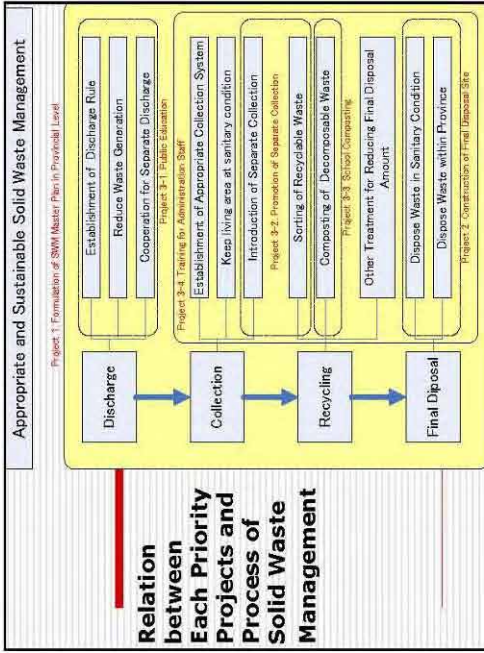 Relation
between
Each Priority
Projects and
Process of
Solid Waste
Management
Appropriate and Sustainable Solid Waste Management
Project 1 Formulation of SWM Master Plan in Provincial Level
Discharge
Establishment of Discharge Rule
Reduce Waste Generation
Cooperation for Separate Discharge
Project 3-1 Public Education
Project 3-4. Training for Administration Staff
Collection
Establishment of Appropriate Collection System
Keep living area at sanitary condition
Introduction of Separate Collection
Project 3-2. Promotion of Separate Collection
Recycling
Sorting of Recyclable Waste
Composting of Decomposable Waste
Project 3-3. School Composting
Other Treatment for Reducing Final Disposal
Amount
Final Diposal
Dispose Waste in Sanitary Condition
Dispose Waste within Province
Project 2. Construction of Final Disposal Site